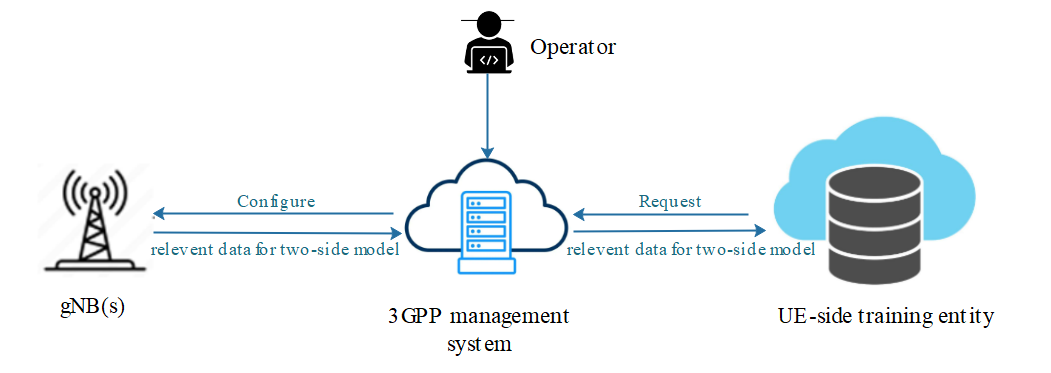 Operator
</>
Configure
Request
relevent data for two-side model
relevent data for two-side model
gNB(s)
3GPP management
system
UE-side training entity